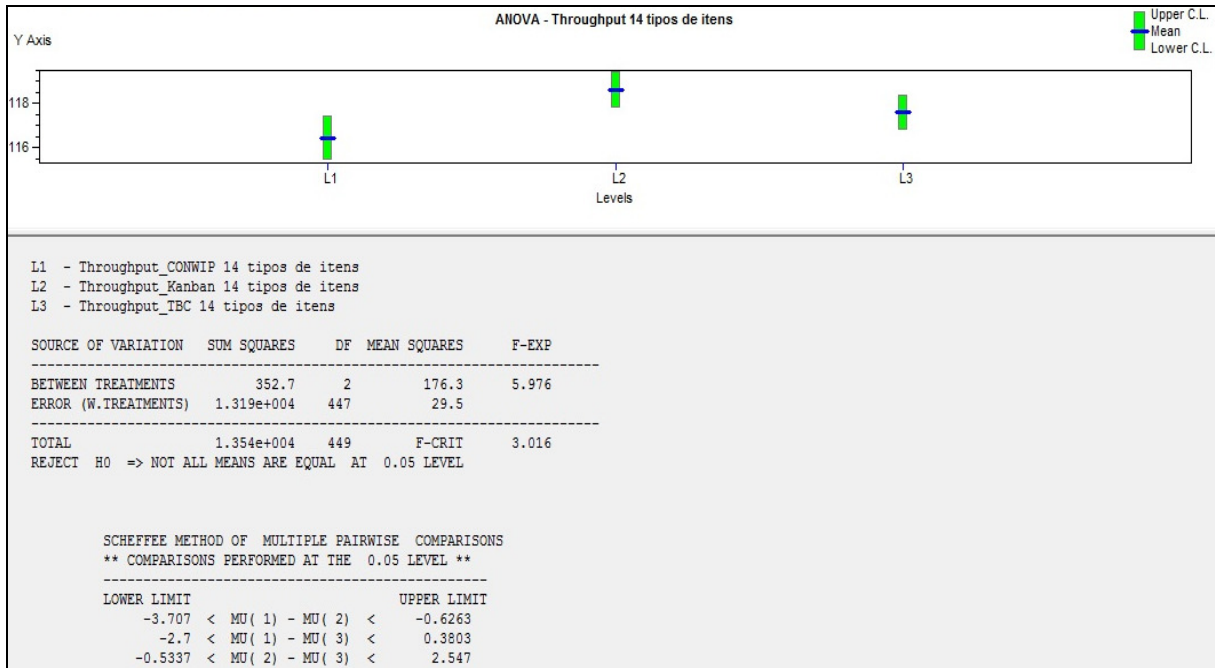 ANOVA - Throughput 14 tipos de itens
Upper C.L.
Mean
Lower C.L.
Y Axis
118
116
L1 L2 L3
Levels
L1 - Throughput_CONWIP 14 tipos de itens
L2 - Throughput_Kanban 14 tipos de itens
L3 - Throughput_TBC 14 tipos de itens
SOURCE OF VARIATION SUM SQUARES DF MEAN SQUARES F-EXP
BETWEEN TREATMENTS 352.7 2 176.3 5.976
ERROR (W.TREATMENTS) 1.319e+004 447 29.5
TOTAL 1.354e+004 449 F-CRIT 3.016
REJECT H0 => NOT ALL MEANS ARE EQUAL AT 0.05 LEVEL
SCHEFFEE METHOD OF MULTIPLE PAIRWISE COMPARISONS
** COMPARISONS PERFORMED AT THE 0.05 LEVEL **
LOWER LIMIT UPPER LIMIT
-3.707 < MU( 1) - MU( 2) < -0.6263
-2.7 < MU( 1) - MU( 3) < 0.3803
-0.5337 < MU( 2) - MU( 3) < 2.547